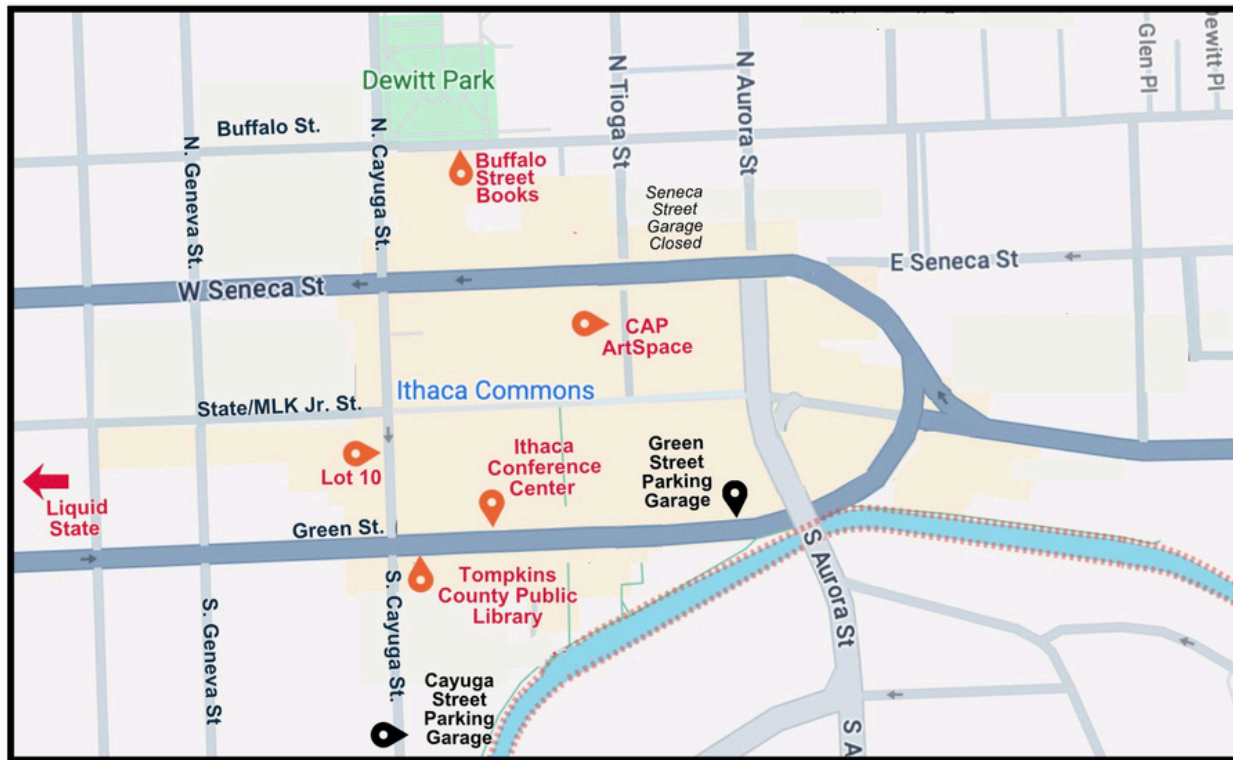 Dewitt Park
Buffalo St.
N. Geneva St.
N. Cayuga St.
N Tioga St
N Aurora St
Glen Pl
Dewitt Pl
Buffalo
Street
Books
Seneca
Street
Garage
Closed
W Seneca St
E Seneca St
CAP
ArtSpace
Ithaca Commons
State/MLK Jr. St.
Lot 10
Ithaca
Conference
Center
Green
Street
Parking
Garage
Liquid
State
Green St.
Tompkins
County Public
Library
S. Geneva St
S. Cayuga St.
S Aurora St
Cayuga
Street
Parking
Garage
S A